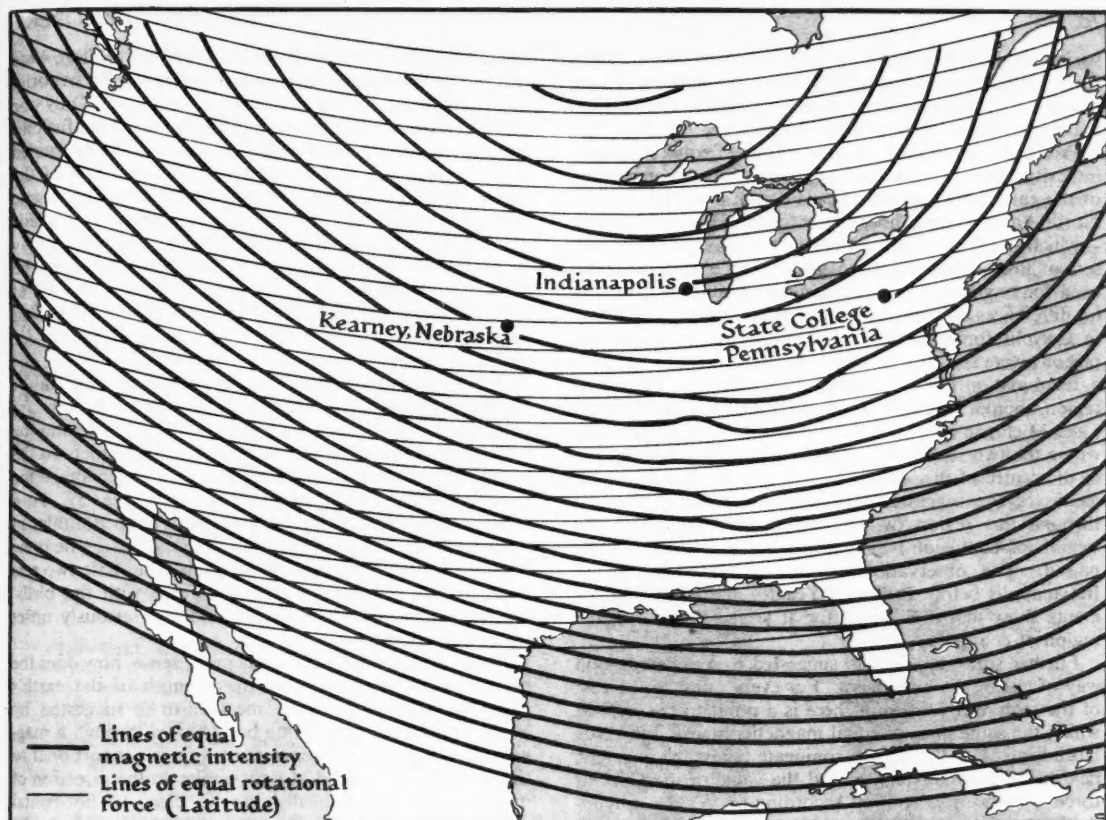 Indianapolis
Kearney, Nebraska
State College
Pennsylvania
Lines of equal
magnetic intensity
Lines of equal rotational
force (Latitude)